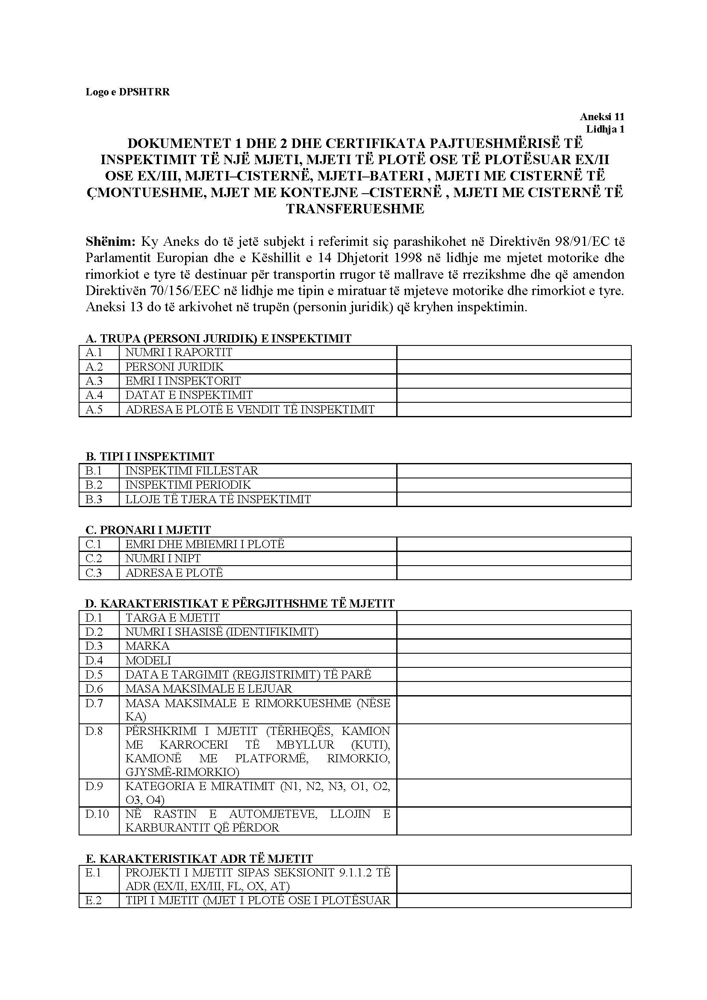 Logo e DPSHTRR
Aneksi 11
Lidhja 1
DOKUMENTET 1 DHE 2 DHE CERTIFIKATA PAJTUESHMËRISË TË
INSPEKTIMIT TË NJË MJETI, MJETI TË PLOTË OSE TË PLOTËSUAR EX/II
OSE EX/III, MJETI–CISTERNË, MJETI–BATERI , MJETI ME CISTERNË TË
ÇMONTUESHME, MJET ME KONTEJNE –CISTERNË , MJETI ME CISTERNË TË
TRANSFERUESHME
Shënim: Ky Aneks do të jetë subjekt i referimit siç parashikohet në Direktivën 98/91/EC të
Parlamentit Europian dhe e Këshillit e 14 Dhjetorit 1998 në lidhje me mjetet motorike dhe
rimorkiot e tyre të destinuar për transportin rrugor të mallrave të rrezikshme dhe që amendon
Direktivën 70/156/EEC në lidhje me tipin e miratuar të mjeteve motorike dhe rimorkiot e tyre.
Aneksi 13 do të arkivohet në trupën (personin juridik) që kryhen inspektimin.
A. TRUPA (PERSONI JURIDIK) E INSPEKTIMIT
A.1 NUMRI I RAPORTIT
A.2 PERSONI JURIDIK
A.3 EMRI I INSPEKTORIT
A.4 DATAT E INSPEKTIMIT
A.5 ADRESA E PLOTË E VENDIT TË INSPEKTIMIT
B. TIPI I INSPEKTIMIT
B.1 INSPEKTIMI FILLESTAR
B.2 INSPEKTIMI PERIODIK
B.3 LLOJE TË TJERA TË INSPEKTIMIT
C. PRONARI I MJETIT
C.1 EMRI DHE MBIEMRI I PLOTË
C.2 NUMRI I NIPT
C.3 ADRESA E PLOTË
D. KARAKTERISTIKAT E PËRGJITHSHME TË MJETIT
D.1 TARGA E MJETIT
D.2 NUMRI I SHASISË (IDENTIFIKIMIT)
D.3 MARKA
D.4 MODELI
D.5 DATA E TARGIMIT (REGJISTRIMIT) TË PARË
D.6 MASA MAKSIMALE E LEJUAR
D.7 MASA MAKSIMALE E RIMORKUESHME (NËSE
KA)
D.8 PËRSHKRIMI I MJETIT (TËRHEQËS, KAMION
ME KARROCERI TË MBYLLUR (KUTI),
KAMIONË ME PLATFORMË, RIMORKIO,
GJYSMË-RIMORKIO)
D.9 KATEGORIA E MIRATIMIT (N1, N2, N3, O1, O2,
O3, O4)
D.10 NË RASTIN E AUTOMJETEVE, LLOJIN E
KARBURANTIT QË PËRDOR
E. KARAKTERISTIKAT ADR TË MJETIT
E.1 PROJEKTI I MJETIT SIPAS SEKSIONIT 9.1.1.2 TË
ADR (EX/II, EX/III, FL, OX, AT)
E.2 TIPI I MJETIT (MJET I PLOTË OSE I PLOTËSUAR